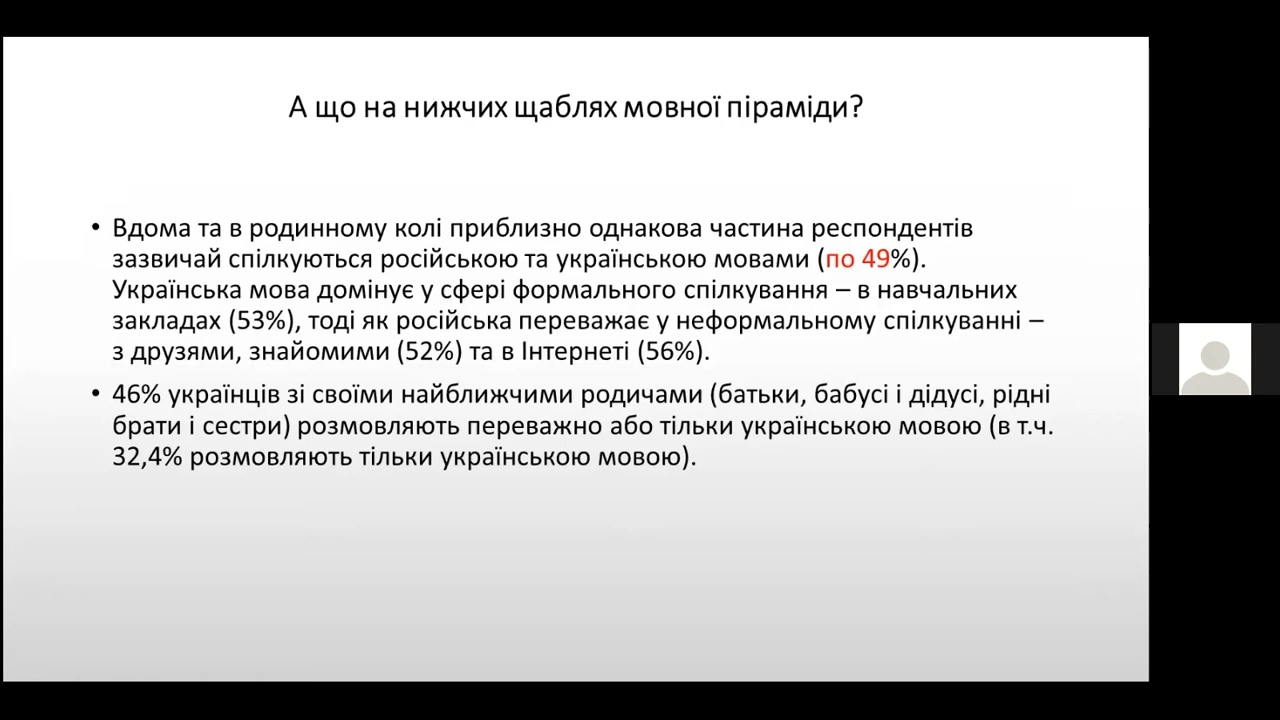 А що на нижчих щаблях мовної піраміди?
• Вдома та в родинному колі приблизно однакова частина респондентів
зазвичай спілкуються російською та українською мовами (по 49%).
Українська мова домінує у сфері формального спілкування – в навчальних
закладах (53%), тоді як російська переважає у неформальному спілкуванні –
з друзями, знайомими (52%) та в Інтернеті (56%).
• 46% українців зі своїми найближчими родичами (батьки, бабусі і дідусі, рідні
брати і сестри) розмовляють переважно або тільки українською мовою (в т.ч.
32,4% розмовляють тільки українською мовою).